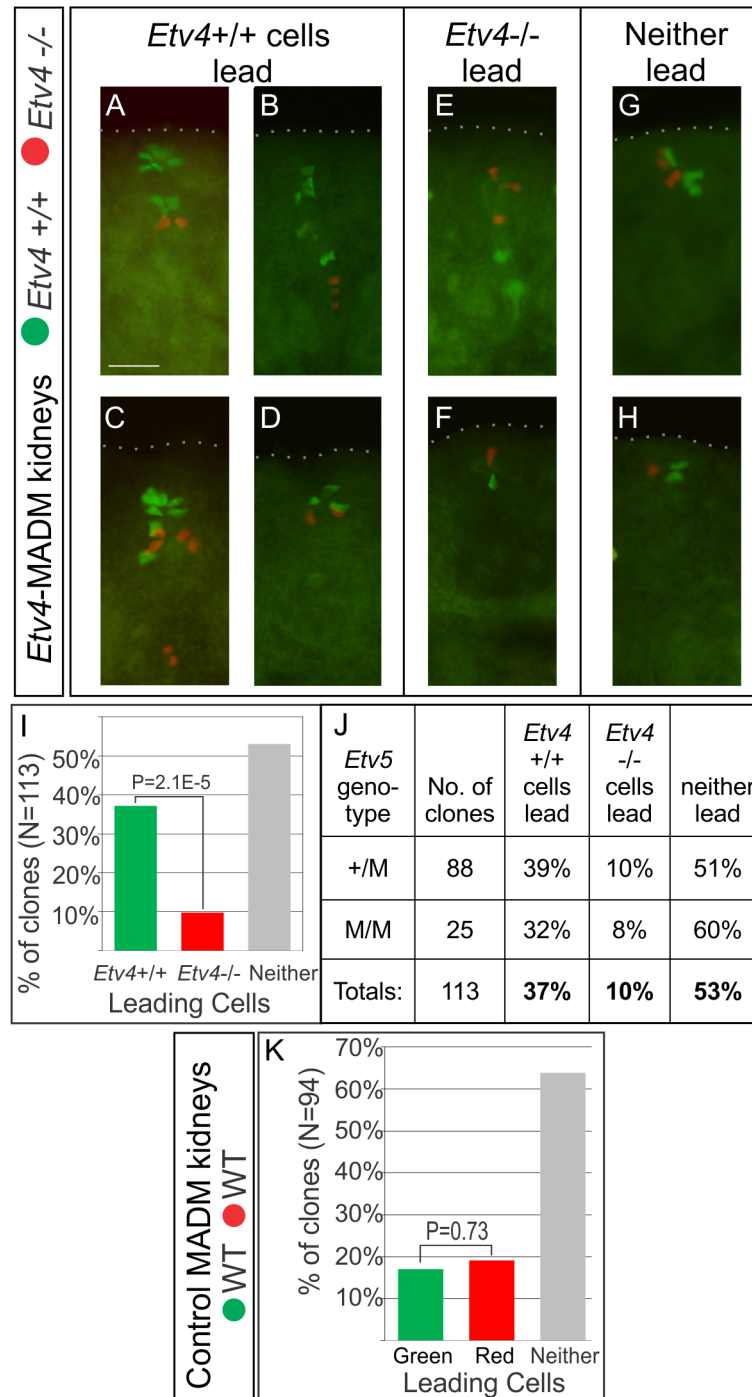 Etv4-MADM kidneys Etv4 +/+ Etv4 -/-
Etv4+/+ cells
lead
Etv4-/-
lead
Neither
lead
A
B
E
G
C
D
F
H
I
% of clones (N=113)
50%
40%
30%
20%
10%
P=2.1E-5
Etv4+/+ Etv4-/- Neither
Leading Cells
J
Etv5
geno-
type
No. of
clones
Etv4
+/+
cells
lead
Etv4
-/-
cells
lead
neither
lead
+/M 88 39% 10% 51%
M/M 25 32% 8% 60%
Totals: 113 37% 10% 53%
Control MADM kidneys
WT WT
K
% of clones (N=94)
70%
60%
50%
40%
30%
20%
10%
P=0.73
Green Red Neither
Leading Cells